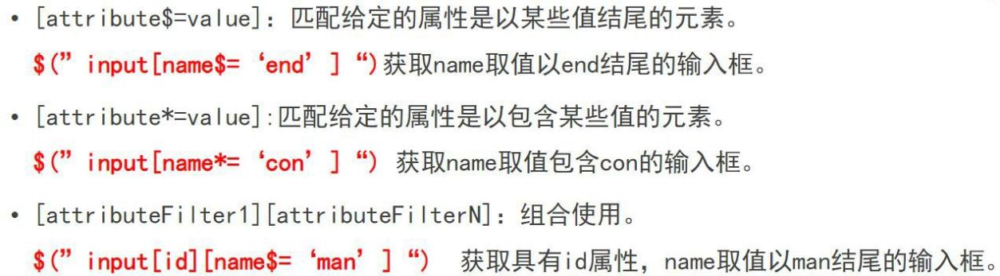 • [attribute$=value]：匹配给定的属性是以某些值结尾的元素。
$(” input[name$= ‘end’ ] “)获取name取值以end结尾的输入框。
• [attribute*=value]:匹配给定的属性是以包含某些值的元素。
$(” input[name*= ‘con’ ] “) 获取name取值包含con的输入框。
• [attributeFilter1][attributeFilterN]：组合使用。
$(” input[id][name$= ‘man’ ] “) 获取具有id属性，name取值以man结尾的输入框。